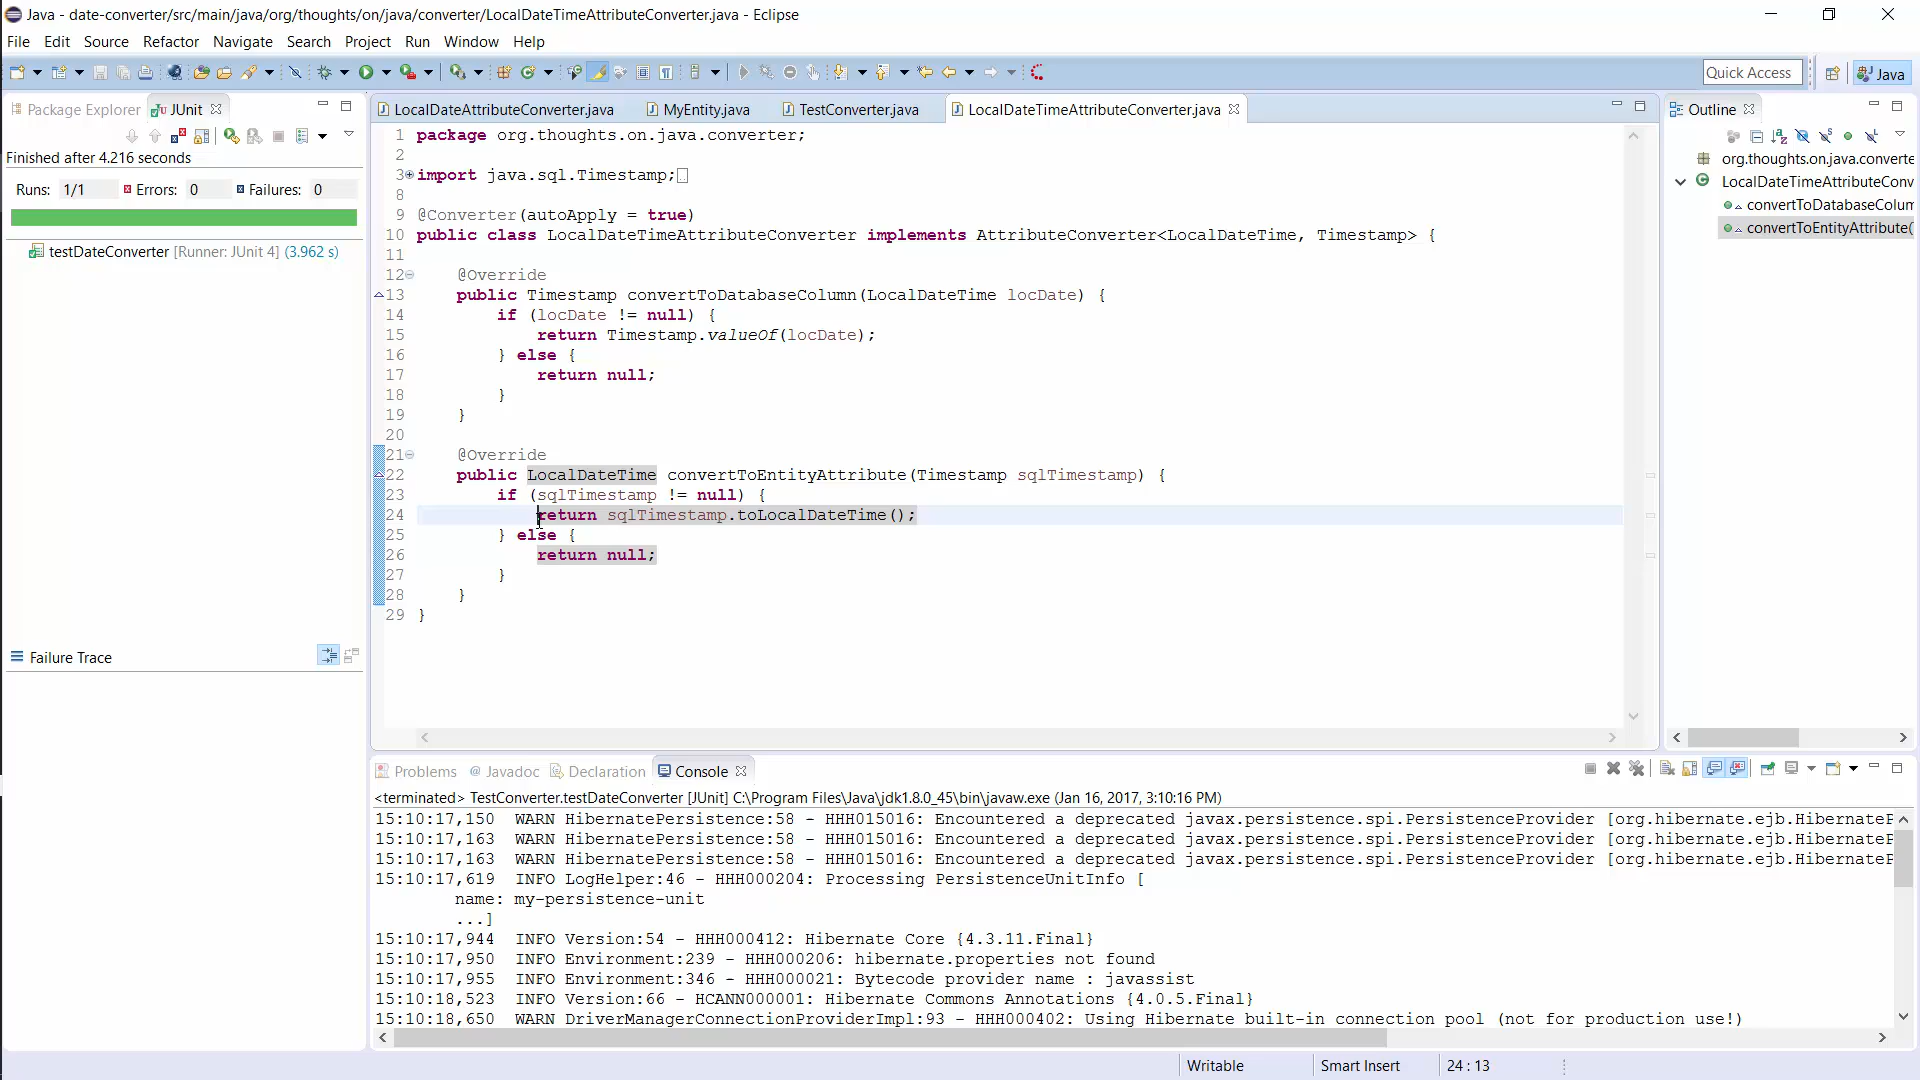 Java - date-converter/src/main/java/org/thoughts/on/java/converter/LocalDateTimeAttributeConverter.java - Eclipse
File Edit Source Refactor Navigate Search Project Run Window Help
Quick Access Java
Package Explorer JUnit
Finished after 4.216 seconds
Runs: 1/1 Errors: 0 Failures: 0
testDateConverter [Runner: JUnit 4] (3.962 s)
Failure Trace
LocalDateAttributeConverter.java MyEntity.java TestConverter.java LocalDateTimeAttributeConverter.java
1 package org.thoughts.on.java.converter;
2
3 import java.sql.Timestamp;
8
9 @Converter(autoApply = true)
10 public class LocalDateTimeAttributeConverter implements AttributeConverter<LocalDateTime, Timestamp> {
11
12 @Override
13 public Timestamp convertToDatabaseColumn(LocalDateTime locDate) {
14 if (locDate != null) {
15 return Timestamp.valueOf(locDate);
16 } else {
17 return null;
18 }
19 }
20
21 @Override
22 public LocalDateTime convertToEntityAttribute(Timestamp sqlTimestamp) {
23 if (sqlTimestamp != null) {
24 return sqlTimestamp.toLocalDateTime();
25 } else {
26 return null;
27 }
28 }
29 }
Outline
org.thoughts.on.java.converte
LocalDateTimeAttributeConv
convertToDatabaseColum
convertToEntityAttribute(
Problems Javadoc Declaration Console
<terminated> TestConverter.testDateConverter [JUnit] C:\Program Files\Java\jdk1.8.0_45\bin\javaw.exe (Jan 16, 2017, 3:10:16 PM)
15:10:17,150 WARN HibernatePersistence:58 - HHH015016: Encountered a deprecated javax.persistence.spi.PersistenceProvider [org.hibernate.ejb.HibernateP
15:10:17,163 WARN HibernatePersistence:58 - HHH015016: Encountered a deprecated javax.persistence.spi.PersistenceProvider [org.hibernate.ejb.HibernateP
15:10:17,163 WARN HibernatePersistence:58 - HHH015016: Encountered a deprecated javax.persistence.spi.PersistenceProvider [org.hibernate.ejb.HibernateP
15:10:17,619 INFO LogHelper:46 - HHH000204: Processing PersistenceUnitInfo [
name: my-persistence-unit
...]
15:10:17,944 INFO Version:54 - HHH000412: Hibernate Core {4.3.11.Final}
15:10:17,950 INFO Environment:239 - HHH000206: hibernate.properties not found
15:10:17,955 INFO Environment:346 - HHH000021: Bytecode provider name : javassist
15:10:18,523 INFO Version:66 - HCANN000001: Hibernate Commons Annotations {4.0.5.Final}
15:10:18,650 WARN DriverManagerConnectionProviderImpl:93 - HHH000402: Using Hibernate built-in connection pool (not for production use!)
Writable Smart Insert 24 : 13